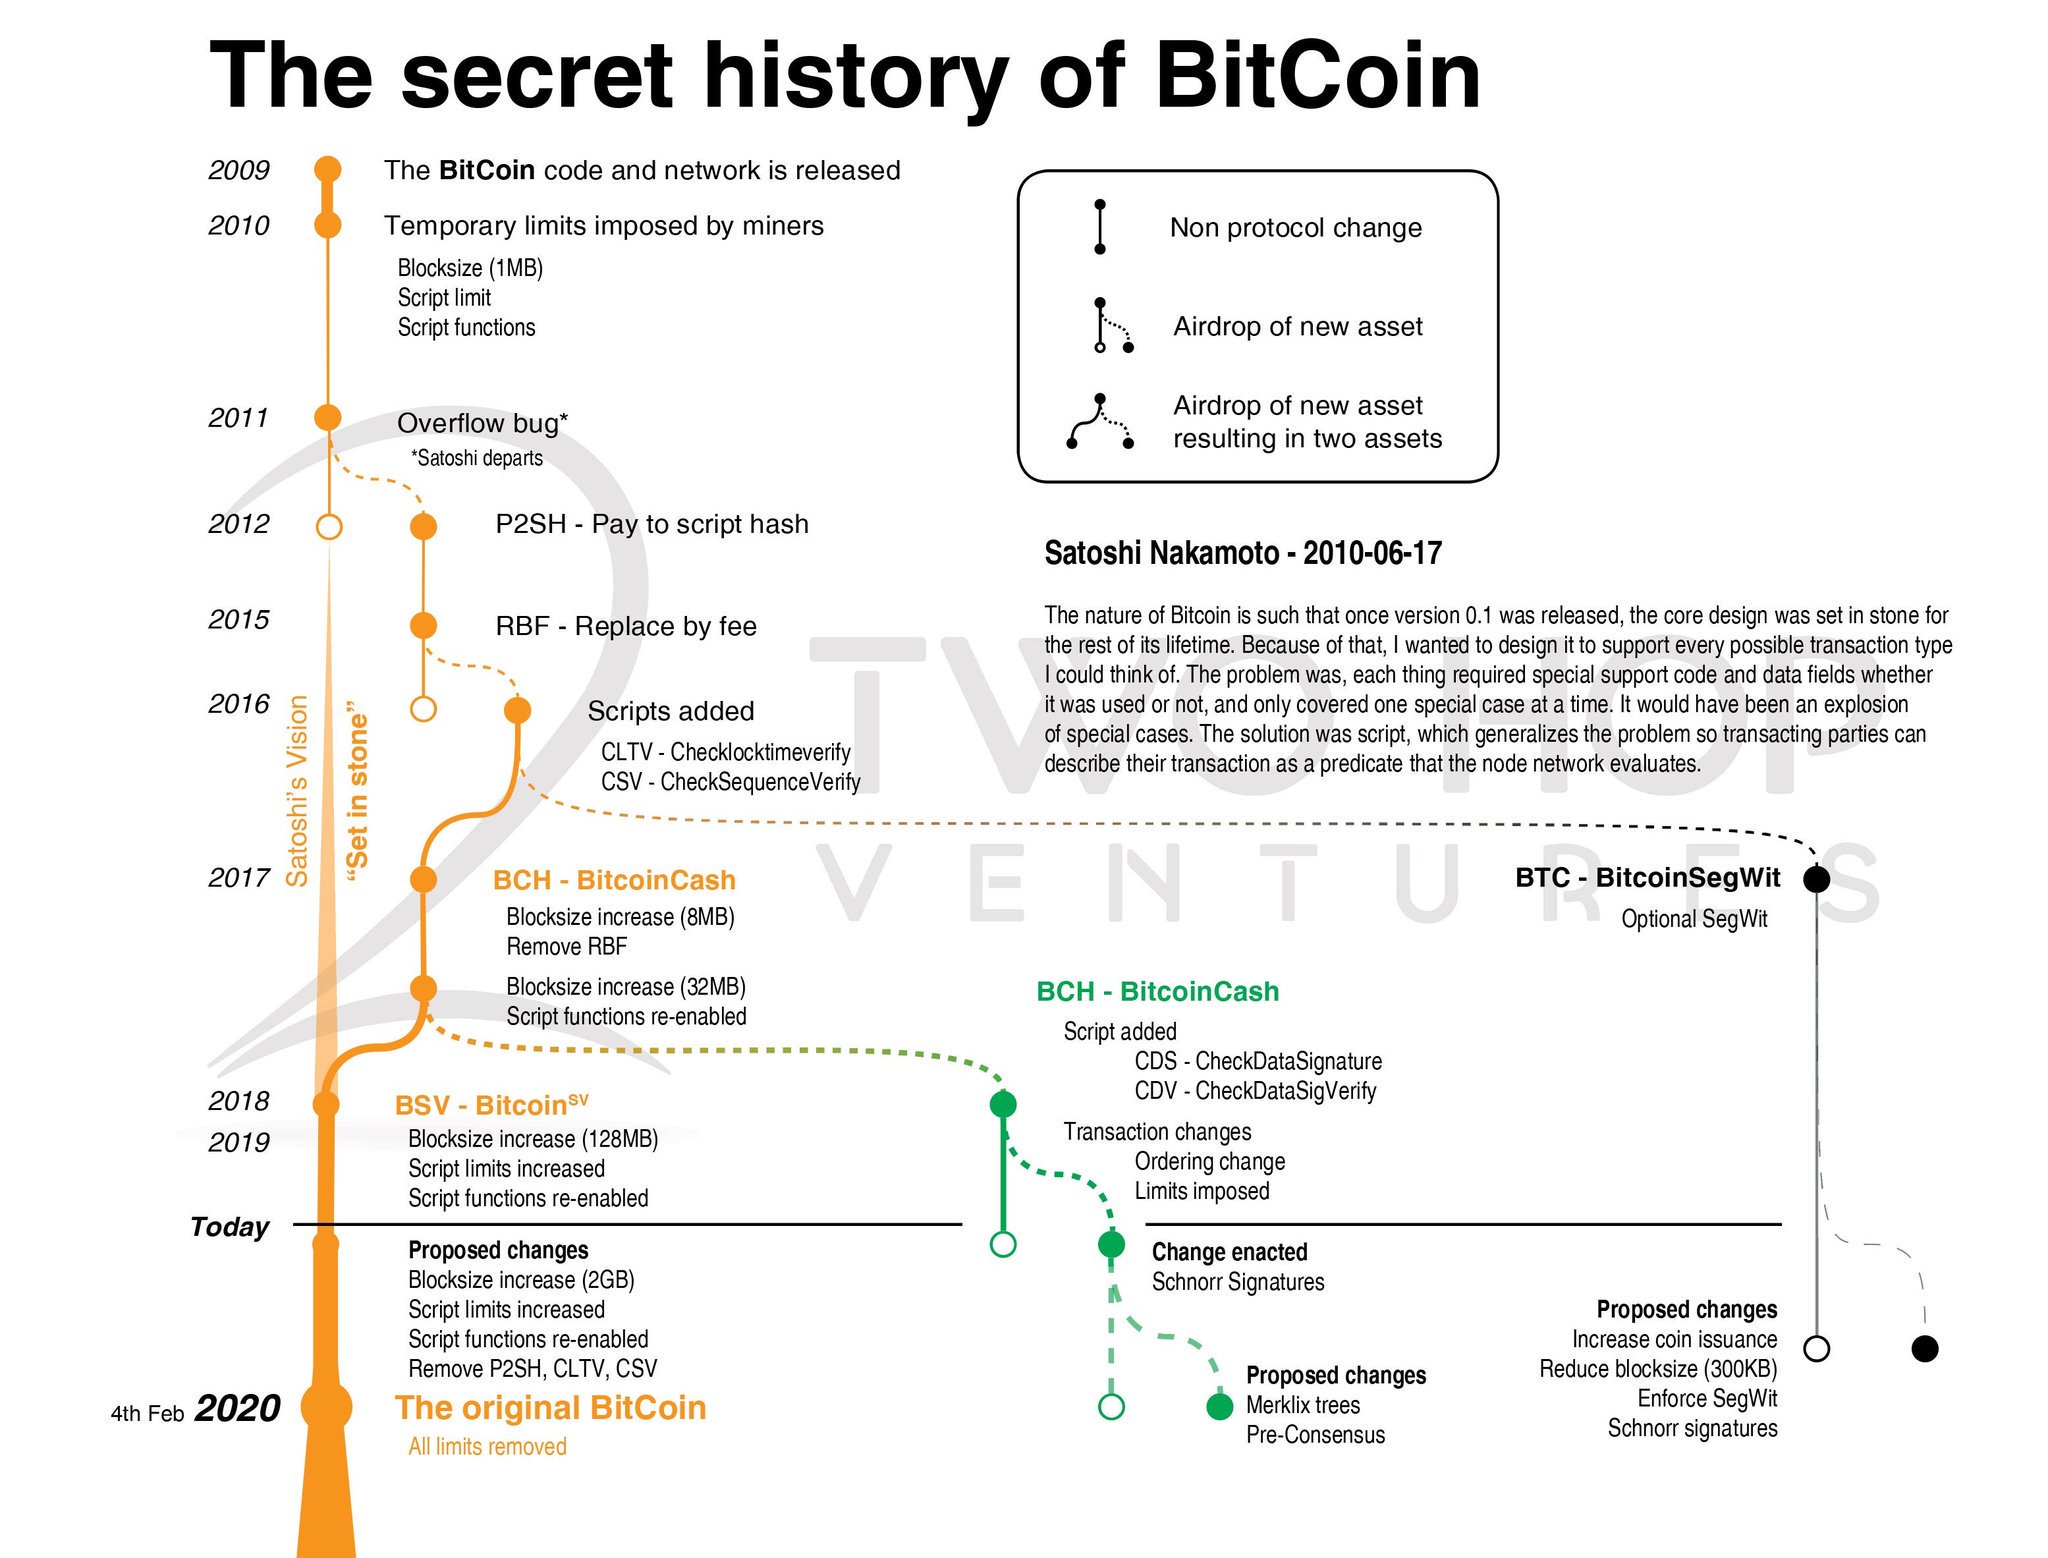 The secret history of BitCoin
2009
The BitCoin code and network is released
2010
Temporary limits imposed by miners
Blocksize (1MB)
Script limit
Script functions
Non protocol change
Airdrop of new asset
Airdrop of new asset
resulting in two assets
2011
Overflow bug*
*Satoshi departs
2012
P2SH - Pay to script hash
2015
RBF - Replace by fee
2016
Scripts added
CLTV - Checklocktimeverify
CSV - CheckSequenceVerify
Satoshi Nakamoto - 2010-06-17
The nature of Bitcoin is such that once version 0.1 was released, the core design was set in stone for
the rest of its lifetime. Because of that, I wanted to design it to support every possible transaction type
I could think of. The problem was, each thing required special support code and data fields whether
it was used or not, and only covered one special case at a time. It would have been an explosion
of special cases. The solution was script, which generalizes the problem so transacting parties can
describe their transaction as a predicate that the node network evaluates.
TWO HOP
VENTURES
Satoshi's Vision
“Set in stone”
2017
BCH - BitcoinCash
Blocksize increase (8MB)
Remove RBF
Blocksize increase (32MB)
Script functions re-enabled
BTC - BitcoinSegWit
Optional SegWit
BCH - BitcoinCash
Script added
CDS - CheckDataSignature
CDV - CheckDataSigVerify
Transaction changes
Ordering change
Limits imposed
2018
BSV - BitcoinSV
2019
Blocksize increase (128MB)
Script limits increased
Script functions re-enabled
Today
Proposed changes
Blocksize increase (2GB)
Script limits increased
Script functions re-enabled
Remove P2SH, CLTV, CSV
Change enacted
Schnorr Signatures
Proposed changes
Merklix trees
Pre-Consensus
Proposed changes
Increase coin issuance
Reduce blocksize (300KB)
Enforce SegWit
Schnorr signatures
4th Feb 2020
The original BitCoin
All limits removed